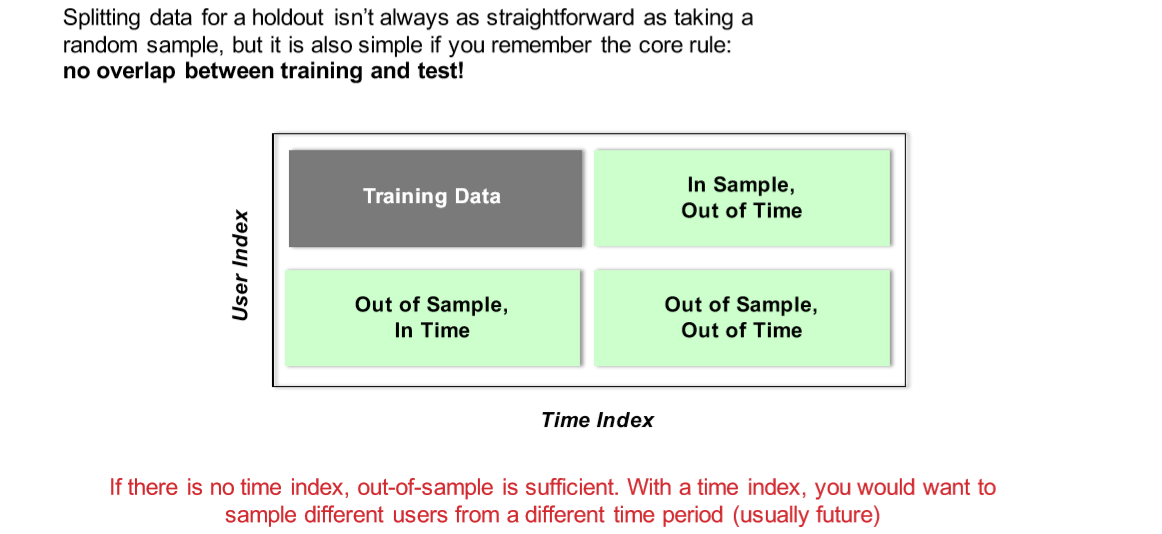 Splitting data for a holdout isn’t always as straightforward as taking a
random sample, but it is also simple if you remember the core rule:
no overlap between training and test!
Training Data
In Sample,
Out of Time
User Index
Out of Sample,
In Time
Out of Sample,
Out of Time
Time Index
If there is no time index, out-of-sample is sufficient. With a time index, you would want to
sample different users from a different time period (usually future)